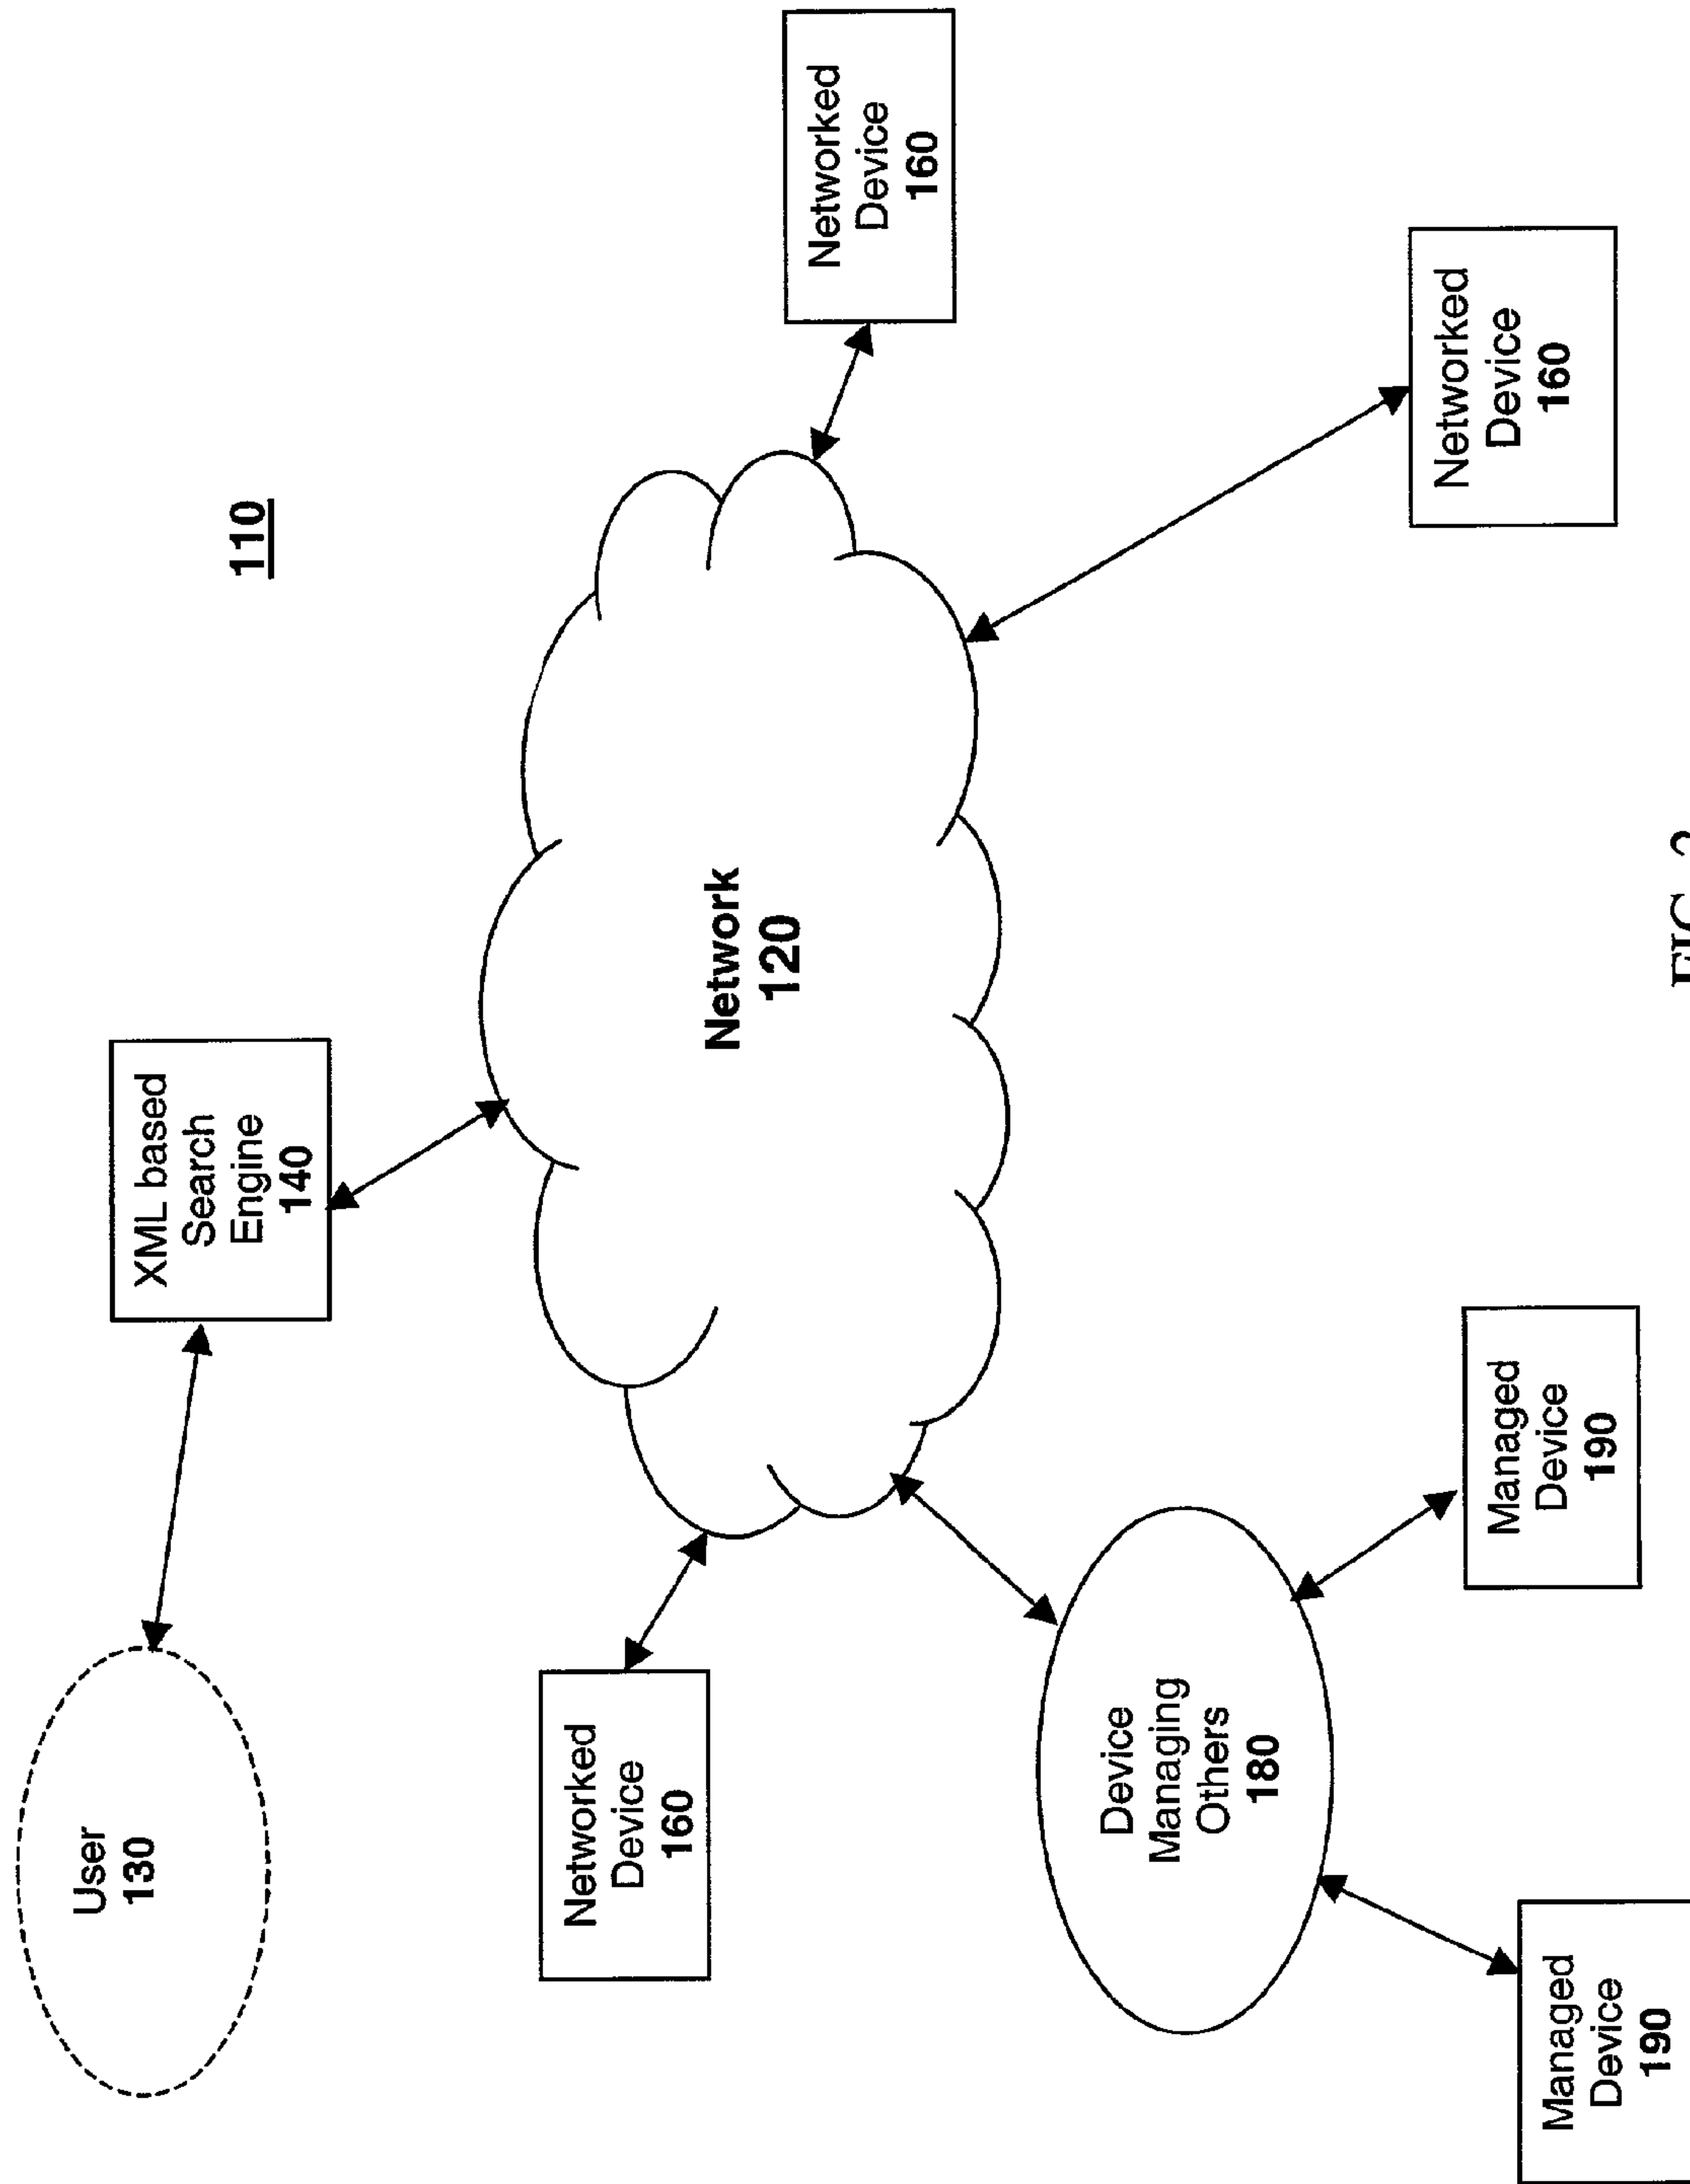 User
130
XML based
Search
Engine
140
110
Networked
Device
160
Network
120
Networked
Device
160
Device
Managing
Others
180
Networked
Device
160
Managed
Device
190
Managed
Device
190
FIG